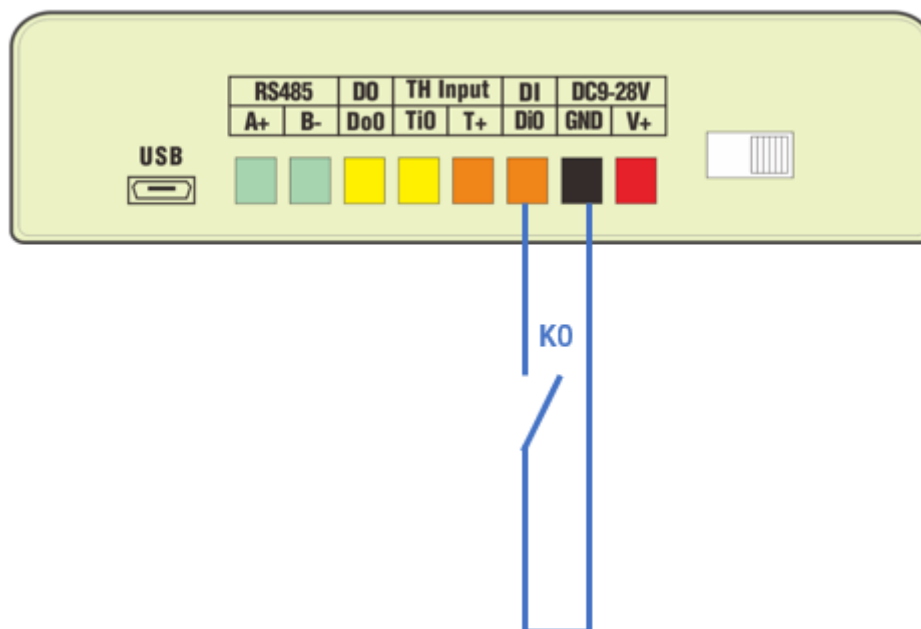 RS485 DO TH Input DI DC9-28V
A+ B- Do0 Ti0 T+ Di0 GND V+
USB
K0